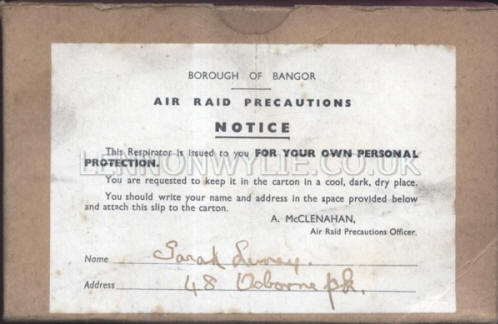 BOROUGH OF BANGOR
AIR RAID PRECAUTIONS
NOTICE
This Respirator is issued to you FOR YOUR OWN PERSONAL
PROTECTION.
LENNONWYLIE.CO.UK
You are requested to keep it in the carton in a cool, dark, dry place.
You should write your name and address in the space provided below
and attach this slip to the carton.
A. McCLENAHAN,
Air Raid Precautions Officer.
Name Sarah
Address 48 Osborne pk.